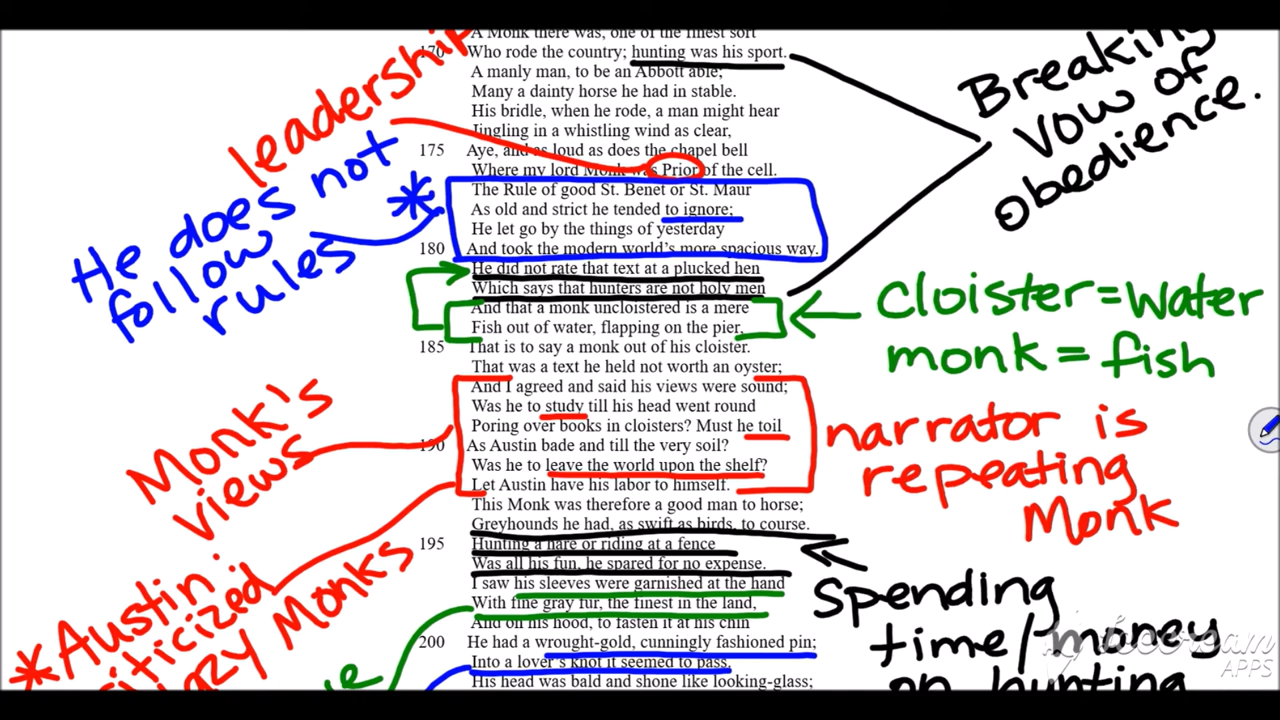 A Monk there was, one of the finest sort
170 Who rode the country; hunting was his sport.
A manly man, to be an Abbott able;
Many a dainty horse he had in stable.
His bridle, when he rode, a man might hear
Jingling in a whistling wind as clear,
175 Aye, and as loud as does the chapel bell
Where my lord Monk was Prior of the cell.
The Rule of good St. Benet or St. Maur
As old and strict he tended to ignore;
He let go by the things of yesterday
180 And took the modern world's more spacious way.
He did not rate that text at a plucked hen
Which says that hunters are not holy men
And that a monk uncloistered is a mere
Fish out of water, flapping on the pier,
185 That is to say a monk out of his cloister.
That was a text he held not worth an oyster;
And I agreed and said his views were sound;
Was he to study till his head went round
Poring over books in cloisters? Must he toil
190 As Austin bade and till the very soil?
Was he to leave the world upon the shelf?
Let Austin have his labor to himself.
This Monk was therefore a good man to horse;
Greyhounds he had, as swift as birds, to course.
195 Hunting a hare or riding at a fence
Was all his fun, he spared for no expense.
I saw his sleeves were garnished at the hand
With fine gray fur, the finest in the land,
And on his hood, to fasten it at his chin
200 He had a wrought-gold, cunningly fashioned pin;
Into a lover's knot it seemed to pass.
His head was bald and shone like looking-glass;
leadership
* He does not
follow
rules
Monk's
views
*Austin
criticized
lazy Monks
Breaking
vow of
obedience.
cloister = water
monk = fish
narrator is
repeating
Monk
Spending
time/money
on hunting
APPS